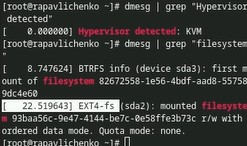 [root@rapavlichenko ~]# dmesg | grep "Hypervisor
 detected"
[    0.000000] Hypervisor detected: KVM
[root@rapavlichenko ~]# dmesg | grep "filesystem
"
[    8.747624] BTRFS info (device sda3): first m
ount of filesystem 82672558-1e56-4bdf-aad8-55758
9dc4e60
[   22.519643] EXT4-fs (sda2): mounted filesyste
m 93baa56c-9e47-4144-be7c-0e58ffe3b73c r/w with
ordered data mode. Quota mode: none.
[root@rapavlichenko ~]#